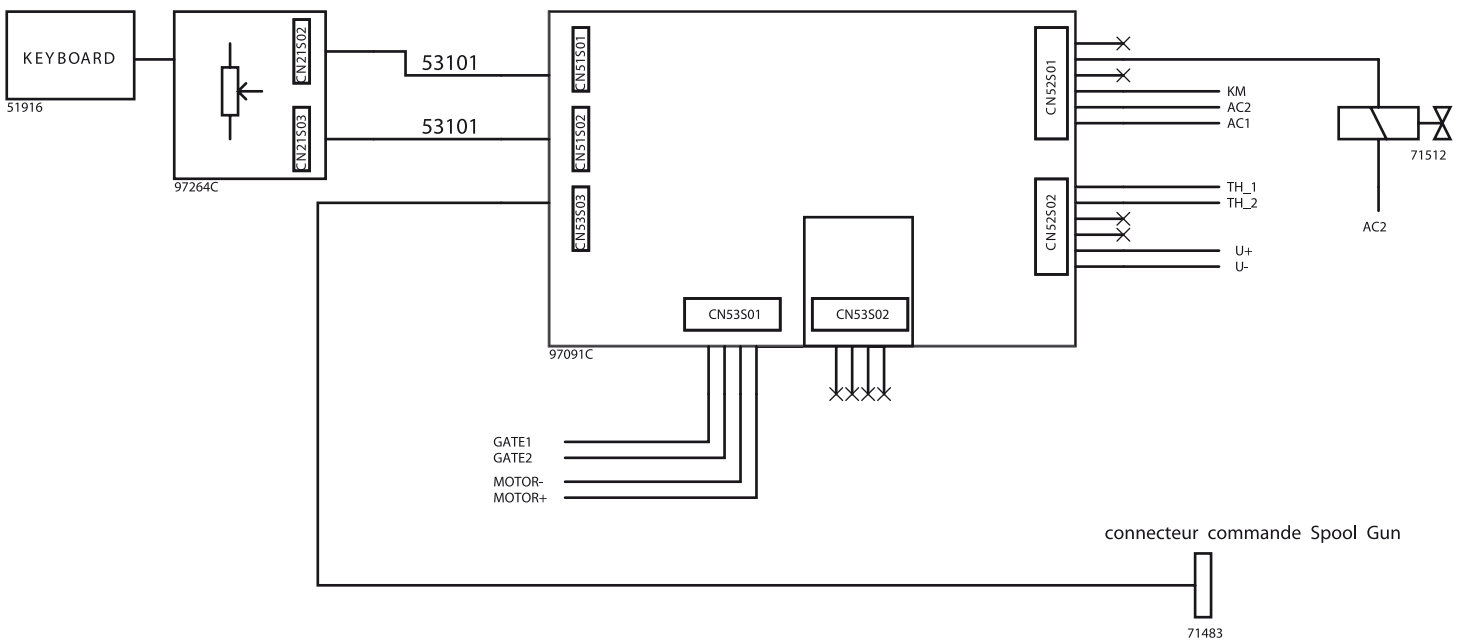 KEYBOARD
51916
CN21S02
CN21S03
97264C
53101
53101
CN51S01
CN51S02
CN53S03
CN52S01
CN52S02
CN53S01
CN53S02
97091C
KM
AC2
AC1
TH_1
TH_2
U+
U-
71512
AC2
GATE1
GATE2
MOTOR-
MOTOR+
connecteur commande Spool Gun
71483